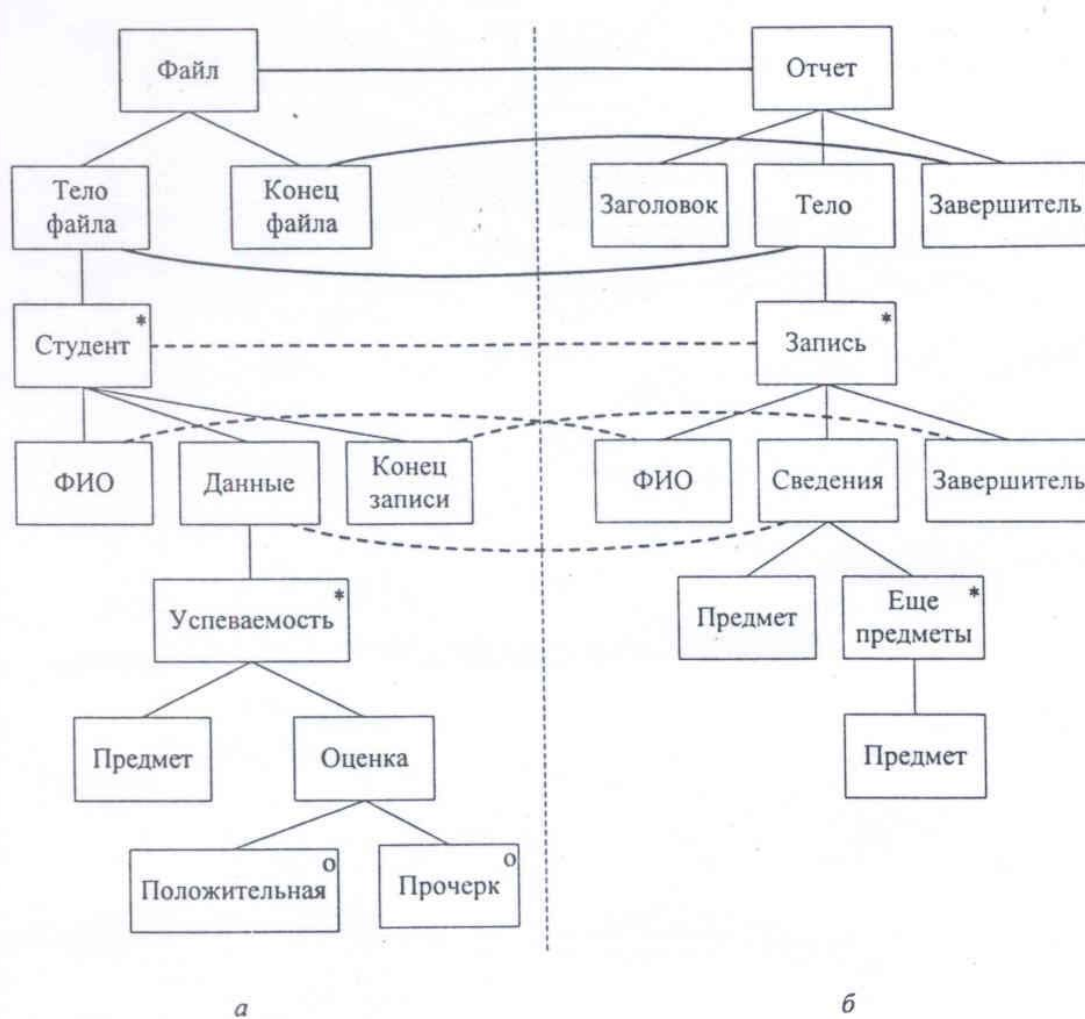 Файл
Отчет
Тело
файла
Конец
файла
Заголовок
Тело
Завершитель
Студент
*
Запись
*
ФИО
Данные
Конец
записи
ФИО
Сведения
Завершитель
Успеваемость
*
Предмет
Еще
предметы
*
Предмет
Оценка
Предмет
Положительная
о
Прочерк
о
а
б